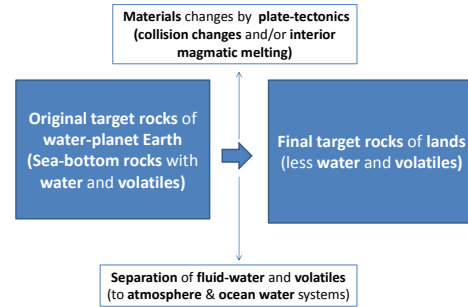 Materials changes by plate-tectonics
(collision changes and/or interior
magmatic melting)
Original target rocks of
water-planet Earth
(Sea-bottom rocks with
water and volatiles)
Final target rocks of lands
(less water and volatiles)
Separation of fluid-water and volatiles
(to atmosphere & ocean water systems)